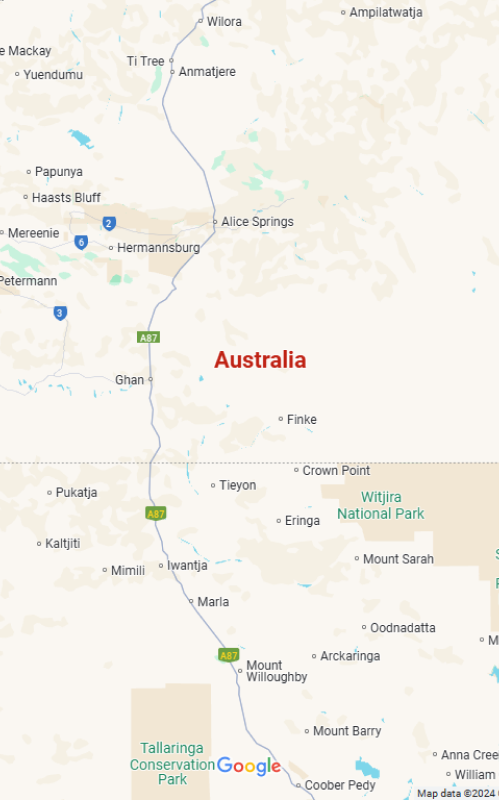 Ampilatwatja
Wilora
e Mackay
Ti Tree
Anmatjere
Yuendumu
Papunya
Haasts Bluff
2
Alice Springs
Mereenie
6
Hermannsburg
Petermann
3
A87
Australia
Ghan
Finke
Crown Point
Tieyon
Pukatja
Witjira
National Park
A87
Eringa
Kaltjiti
Mount Sarah
S
Iwantja
Mimili
F
Marla
Oodnadatta
M
A87
Arckaringa
Mount
Willoughby
Mount Barry
Tallaringa
Conservation
Park
Google
Anna Cree
William
Coober Pedy
Map data ©2024